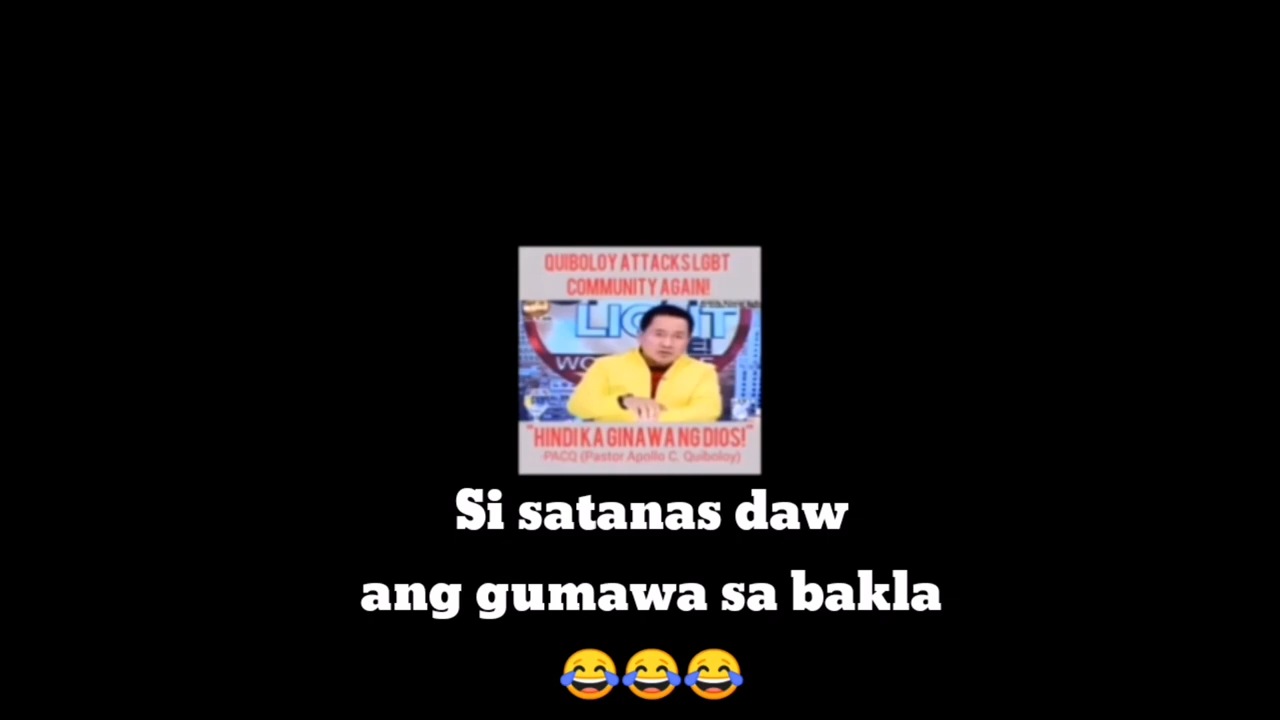 QUIBOLOY ATTACKS LGBT
COMMUNITY AGAIN!
LIGHT
"HINDI KA GINAWA NG DIOS!"
-PACQ (Pastor Apollo C. Quiboloy)
Si satanas daw
ang gumawa sa bakla
😂😂😂